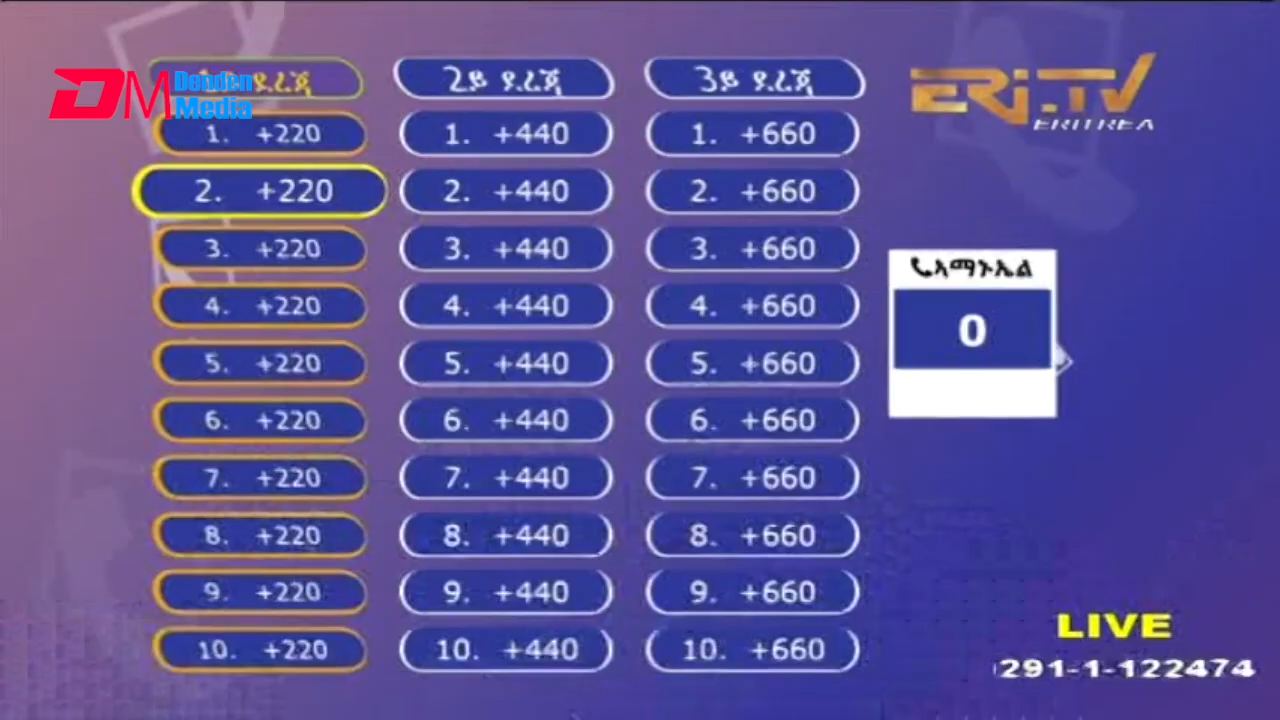 DM Denden Media
ደረጃ 2ይ ደረጃ 3ይ ደረጃ
ERi-TV
ERITREA
1. +220 1. +440 1. +660
2. +220 2. +440 2. +660
3. +220 3. +440 3. +660
ኣማኑኤል
4. +220 4. +440 4. +660
0
5. +220 5. +440 5. +660
6. +220 6. +440 6. +660
7. +220 7. +440 7. +660
8. +220 8. +440 8. +660
9. +220 9. +440 9. +660
10. +220 10. +440 10. +660
LIVE
291-1-122474